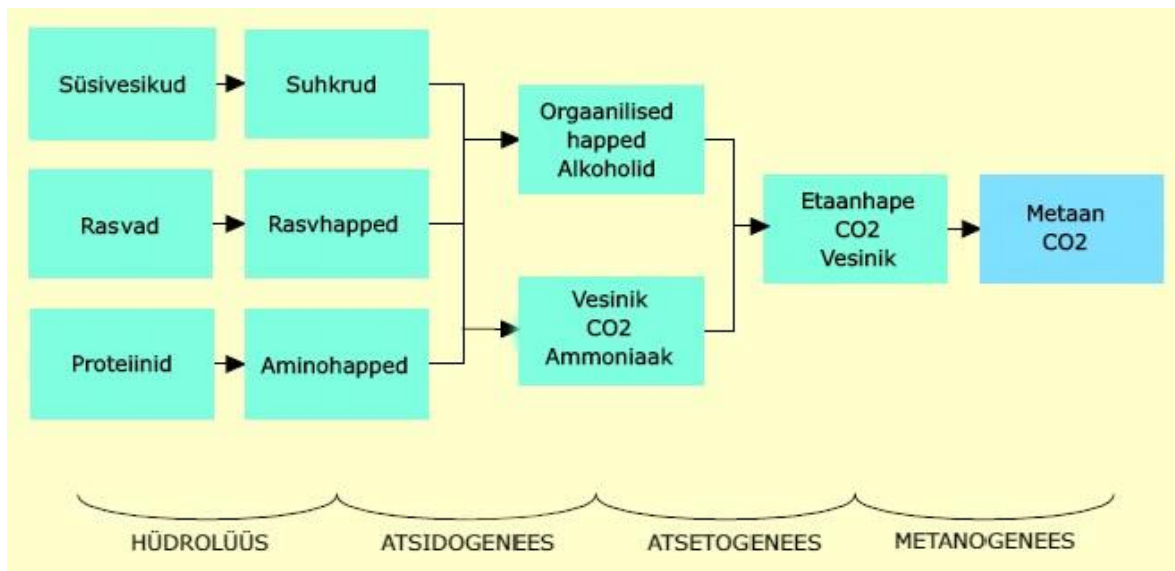 Süsivesikud
Suhkrud
Rasvad
Rasvhapped
Proteiinid
Aminohapped
Orgaanilised
happed
Alkoholid
Vesinik
CO2
Ammoniaak
Etaanhape
CO2
Vesinik
Metaan
CO2
HÜDROLÜÜS
ATSIDOGENEES
ATSETOGENEES
METANOGENEES